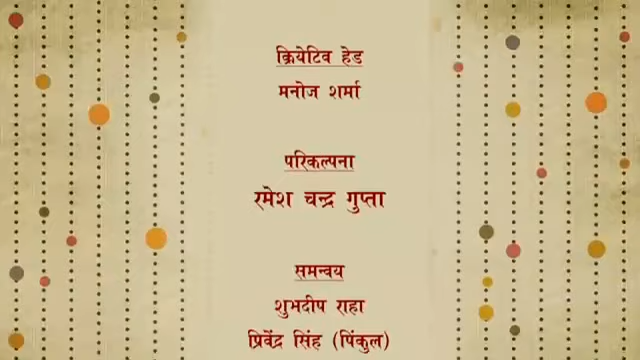 क्रियेटिव हेड
मनोज शर्मा
परिकल्पना
रमेश चन्द्र गुप्ता
समन्वय
शुभदीप राहा
प्रिवेंद्र सिंह (पिंकुल)